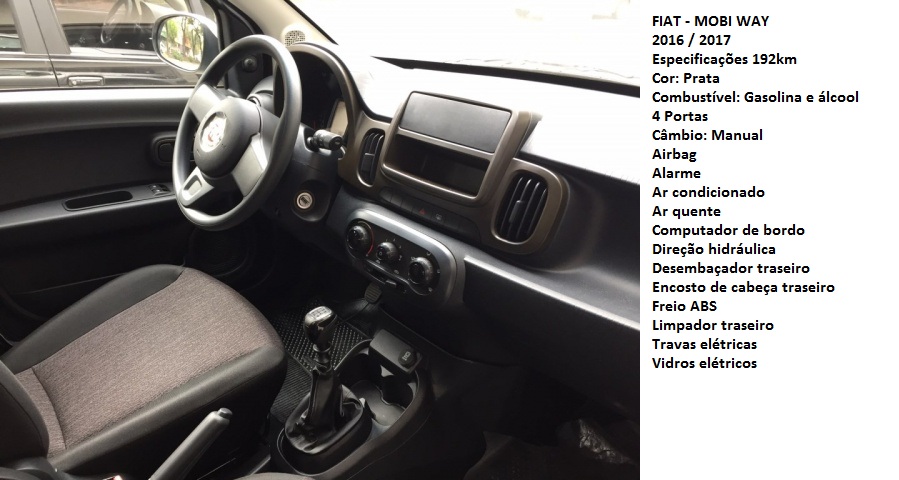 FIAT - MOBI WAY
2016 / 2017
Especificações 192km
Cor: Prata
Combustível: Gasolina e álcool
4 Portas
Câmbio: Manual
Airbag
Alarme
Ar condicionado
Ar quente
Computador de bordo
Direção hidráulica
Desembaçador traseiro
Encosto de cabeça traseiro
Freio ABS
Limpador traseiro
Travas elétricas
Vidros elétricos